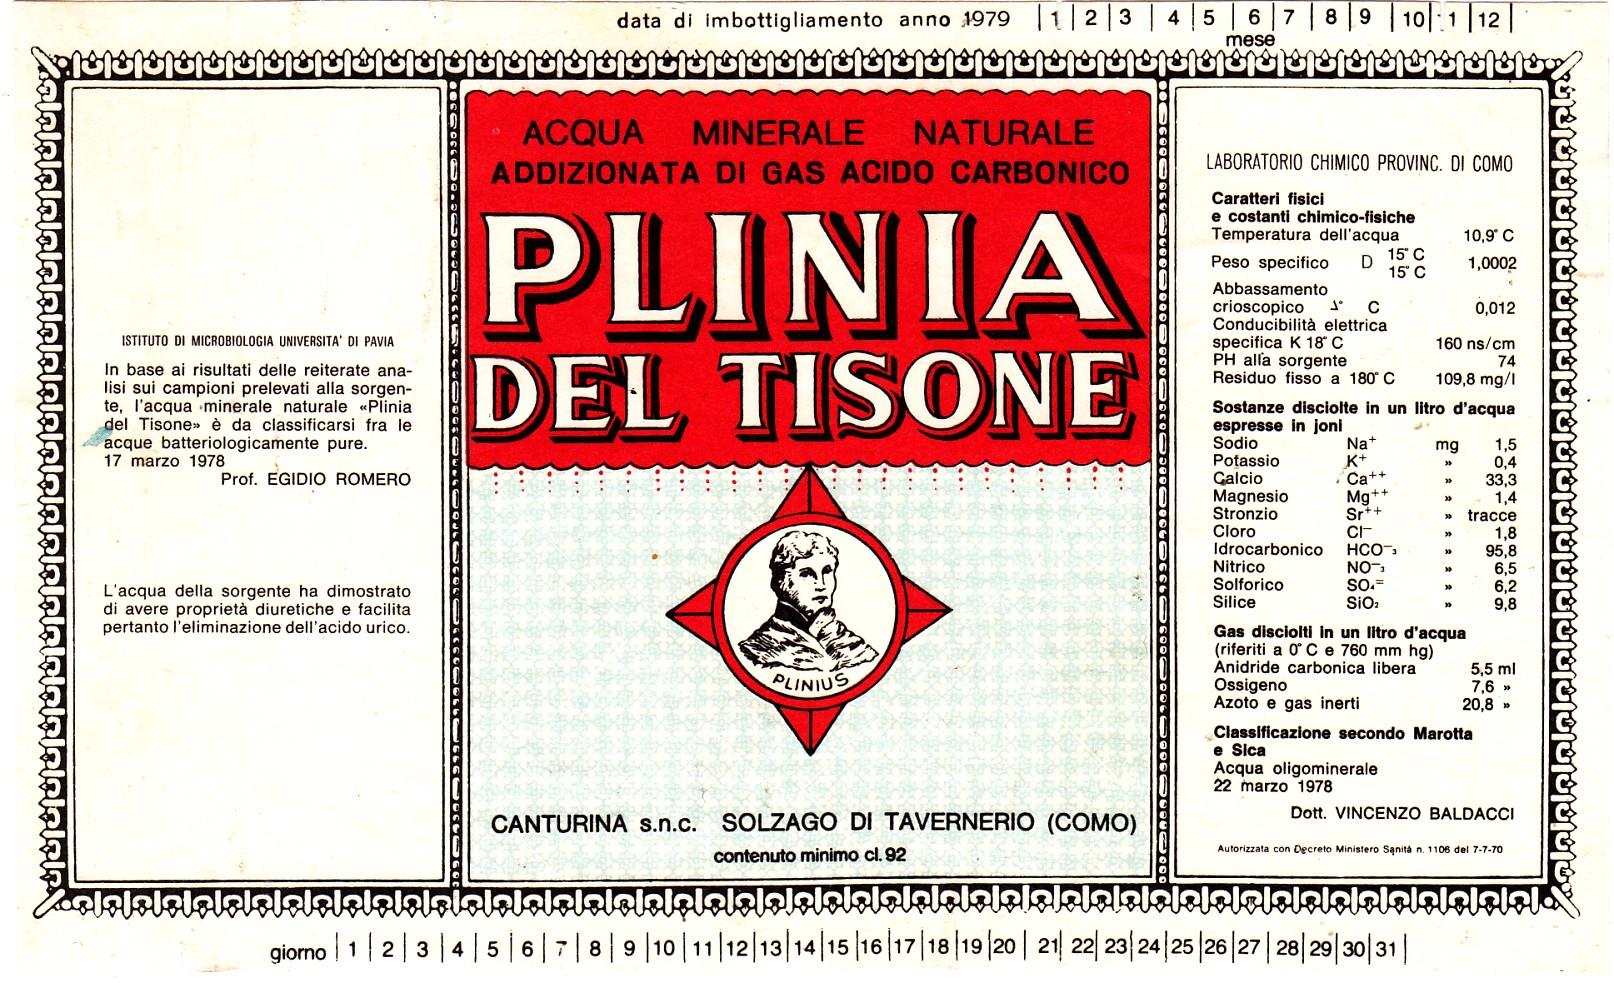 data di imbottigliamento anno 1979 | 1 | 2 | 3 | 4 | 5 | 6 | 7 | 8 | 9 | 10 | 1 | 12 |
mese
ISTITUTO DI MICROBIOLOGIA UNIVERSITA' DI PAVIA
In base ai risultati delle reiterate ana-
lisi sui campioni prelevati alla sorgen-
te, l'acqua minerale naturale «Plinia
del Tisone» è da classificarsi fra le
acque batteriologicamente pure.
17 marzo 1978
Prof. EGIDIO ROMERO
L'acqua della sorgente ha dimostrato
di avere proprietà diuretiche e facilita
pertanto l'eliminazione dell'acido urico.
ACQUA MINERALE NATURALE
ADDIZIONATA DI GAS ACIDO CARBONICO
PLINIA
DEL TISONE
PLINIUS
CANTURINA s.n.c. SOLZAGO DI TAVERNERIO (COMO)
contenuto minimo cl. 92
LABORATORIO CHIMICO PROVINC. DI COMO
Caratteri fisici
e costanti chimico-fisiche
Temperatura dell'acqua 10,9° C
Peso specifico D 15° C / 15° C 1,0002
Abbassamento
crioscopico C 0,012
Conducibilità elettrica
specifica K 18° C 160 ns/cm
PH alla sorgente 74
Residuo fisso a 180° C 109,8 mg/l
Sostanze disciolte in un litro d'acqua
espresse in joni
Sodio Na⁺ mg 1,5
Potassio K⁺ » 0,4
Calcio Ca⁺⁺ » 33,3
Magnesio Mg⁺⁺ » 1,4
Stronzio Sr⁺⁺ » tracce
Cloro Cl⁻ » 1,8
Idrocarbonico HCO⁻₃ » 95,8
Nitrico NO⁻₃ » 6,5
Solforico SO₄⁼ » 6,2
Silice SiO₂ » 9,8
Gas disciolti in un litro d'acqua
(riferiti a 0° C e 760 mm hg)
Anidride carbonica libera 5,5 ml
Ossigeno 7,6 »
Azoto e gas inerti 20,8 »
Classificazione secondo Marotta
e Sica
Acqua oligominerale
22 marzo 1978
Dott. VINCENZO BALDACCI
Autorizzata con Decreto Ministero Sanità n. 1106 del 7-7-70
giorno | 1 | 2 | 3 | 4 | 5 | 6 | 7 | 8 | 9 | 10 | 11 | 12 | 13 | 14 | 15 | 16 | 17 | 18 | 19 | 20 | 21 | 22 | 23 | 24 | 25 | 26 | 27 | 28 | 29 | 30 | 31 |